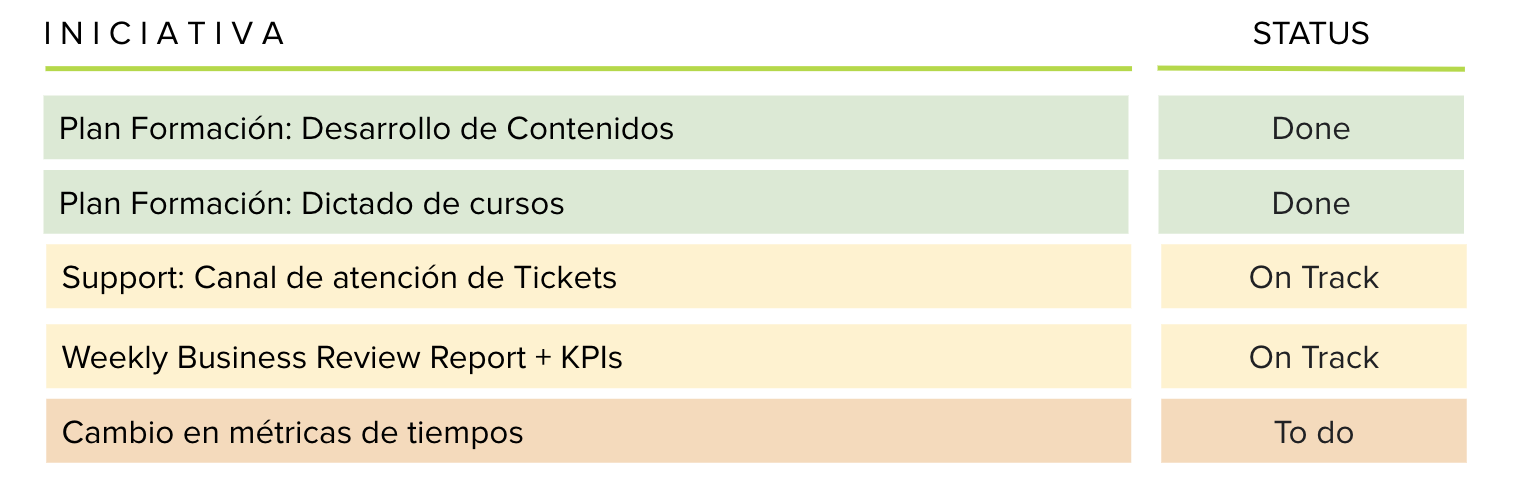 INICIATIVA STATUS
Plan Formación: Desarrollo de Contenidos Done
Plan Formación: Dictado de cursos Done
Support: Canal de atención de Tickets On Track
Weekly Business Review Report + KPIs On Track
Cambio en métricas de tiempos To do